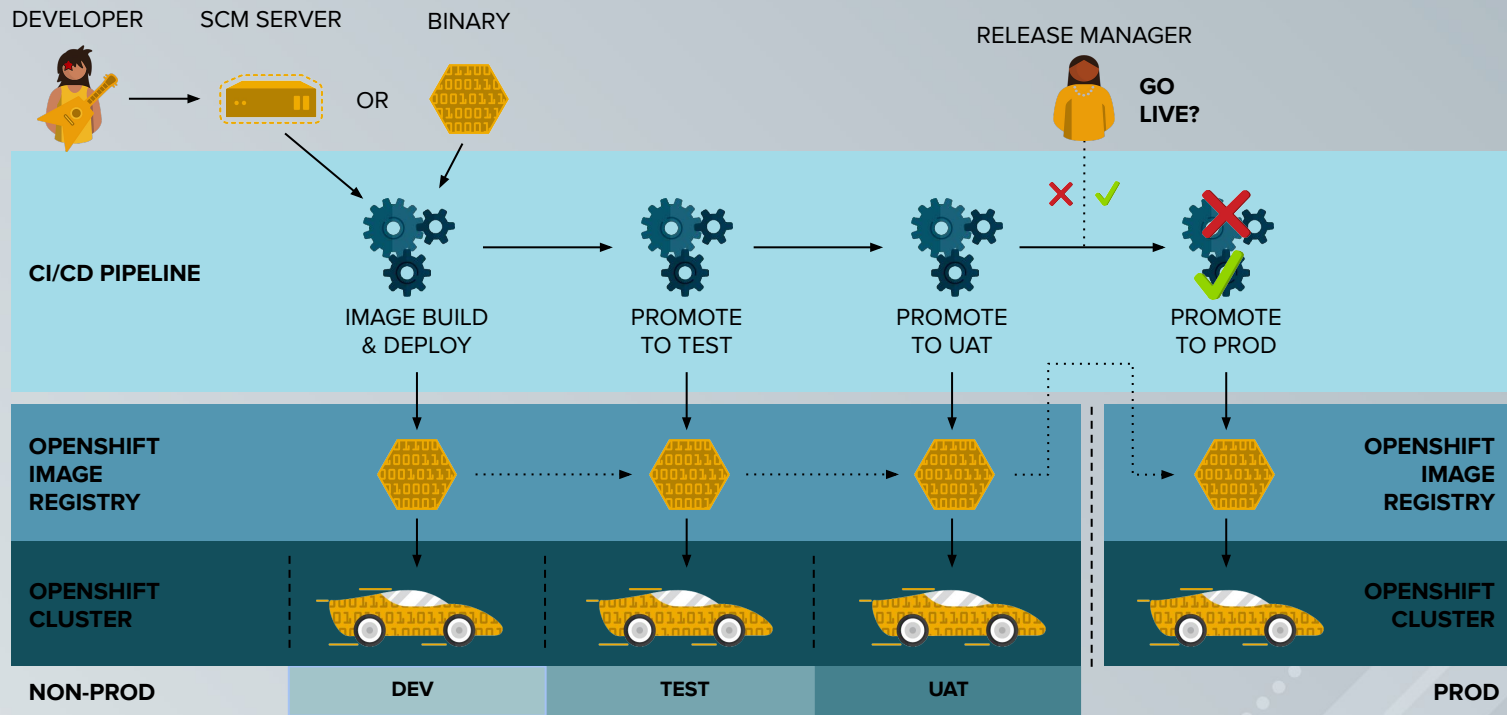 DEVELOPER
SCM SERVER
BINARY
OR
RELEASE MANAGER
GO
LIVE?
CI/CD PIPELINE
IMAGE BUILD
& DEPLOY
PROMOTE
TO TEST
PROMOTE
TO UAT
PROMOTE
TO PROD
OPENSHIFT
IMAGE
REGISTRY
OPENSHIFT
IMAGE
REGISTRY
OPENSHIFT
CLUSTER
OPENSHIFT
CLUSTER
NON-PROD
DEV
TEST
UAT
PROD